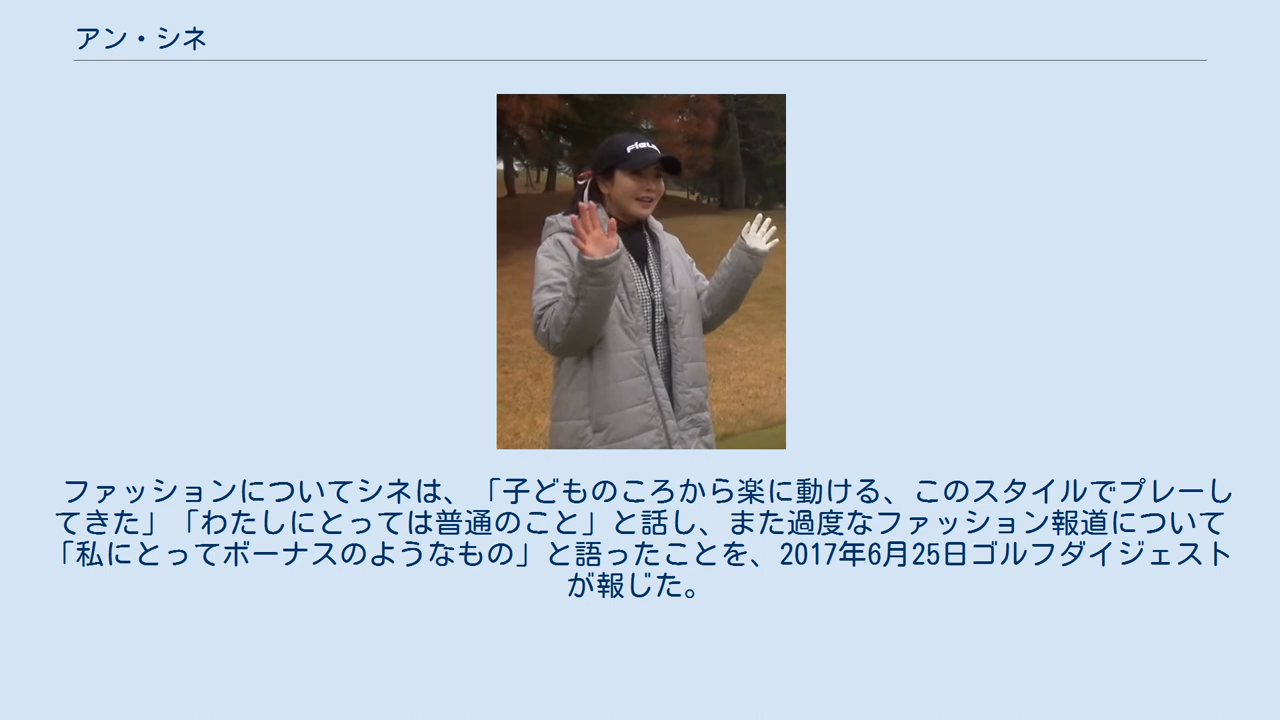 アン・シネ
ファッションについてシネは、「子どものころから楽に動ける、このスタイルでプレーし
てきた」「わたしにとっては普通のこと」と話し、また過度なファッション報道について
「私にとってボーナスのようなもの」と語ったことを、2017年6月25日ゴルフダイジェスト
が報じた。